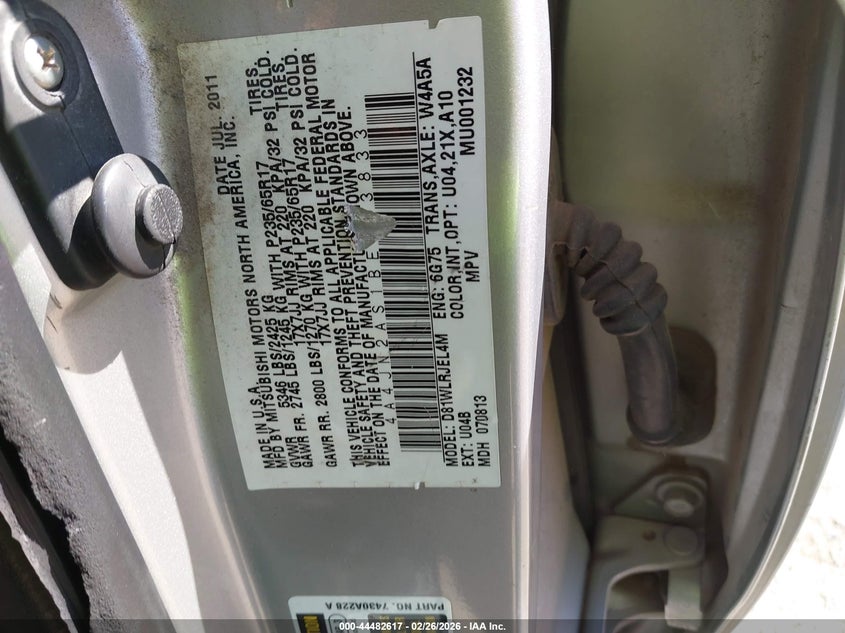 MADE IN U.S.A. DATE JUL 2011
MFD BY MITSUBISHI MOTORS NORTH AMERICA, INC.
GVWR 5346 LBS/2425 KG
GAWR FR. 2745 LBS/1245 KG WITH P235/65R17 TIRES,
17X7JJ RIMS AT 220 KPA/32 PSI COLD.
GAWR RR. 2800 LBS/1270 KG WITH P235/65R17 TIRES,
17X7JJ RIMS AT 220 KPA/32 PSI COLD.
THIS VEHICLE CONFORMS TO ALL APPLICABLE FEDERAL MOTOR
VEHICLE SAFETY AND THEFT PREVENTION STANDARDS IN
EFFECT ON THE DATE OF MANUFACT OWN ABOVE.
4A4JN2AS1BE 3833
MODEL: D81WLRJEL4M ENG: 6G75 TRANS,AXLE: W4A5A
EXT: U04B COLOR,INT,OPT: U04,21X,A10
MDH 070813 MPV MU001232
PART NO. 7430A228 A
000-44482617 - 02/26/2026 - IAA Inc.